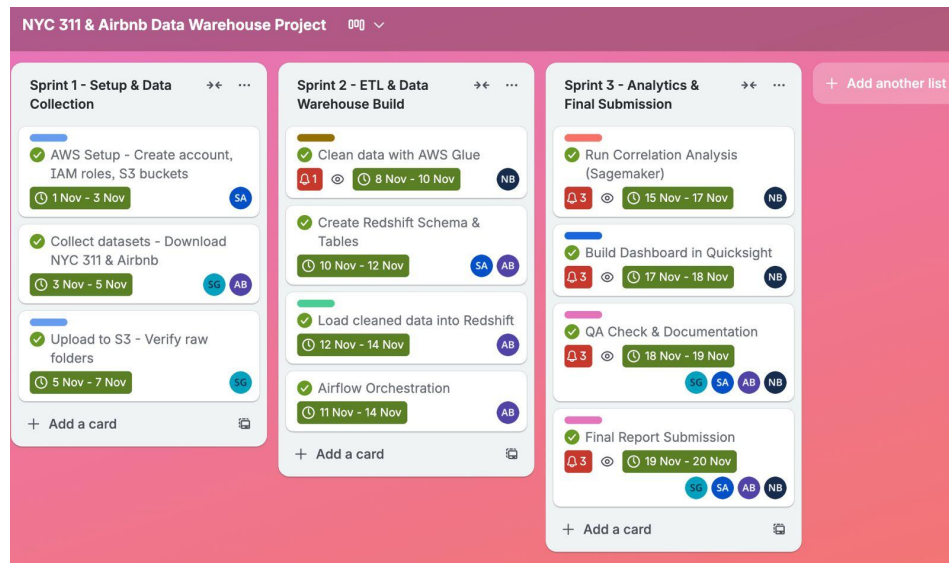 NYC 311 & Airbnb Data Warehouse Project
Sprint 1 - Setup & Data
Collection
AWS Setup - Create account,
IAM roles, S3 buckets
1 Nov - 3 Nov
SA
Collect datasets - Download
NYC 311 & Airbnb
3 Nov - 5 Nov
SG AB
Upload to S3 - Verify raw
folders
5 Nov - 7 Nov
SG
+ Add a card
Sprint 2 - ETL & Data
Warehouse Build
Clean data with AWS Glue
1 8 Nov - 10 Nov
NB
Create Redshift Schema &
Tables
10 Nov - 12 Nov
SA AB
Load cleaned data into Redshift
12 Nov - 14 Nov
AB
Airflow Orchestration
11 Nov - 14 Nov
AB
+ Add a card
Sprint 3 - Analytics &
Final Submission
Run Correlation Analysis
(Sagemaker)
3 15 Nov - 17 Nov
NB
Build Dashboard in Quicksight
3 17 Nov - 18 Nov
NB
QA Check & Documentation
3 18 Nov - 19 Nov
SG SA AB NB
Final Report Submission
3 19 Nov - 20 Nov
SG SA AB NB
+ Add a card
+ Add another list